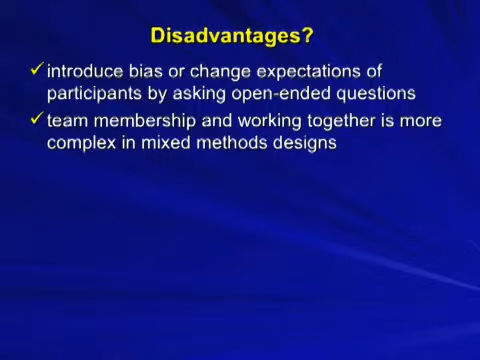 Disadvantages?
✓introduce bias or change expectations of
participants by asking open-ended questions
✓team membership and working together is more
complex in mixed methods designs